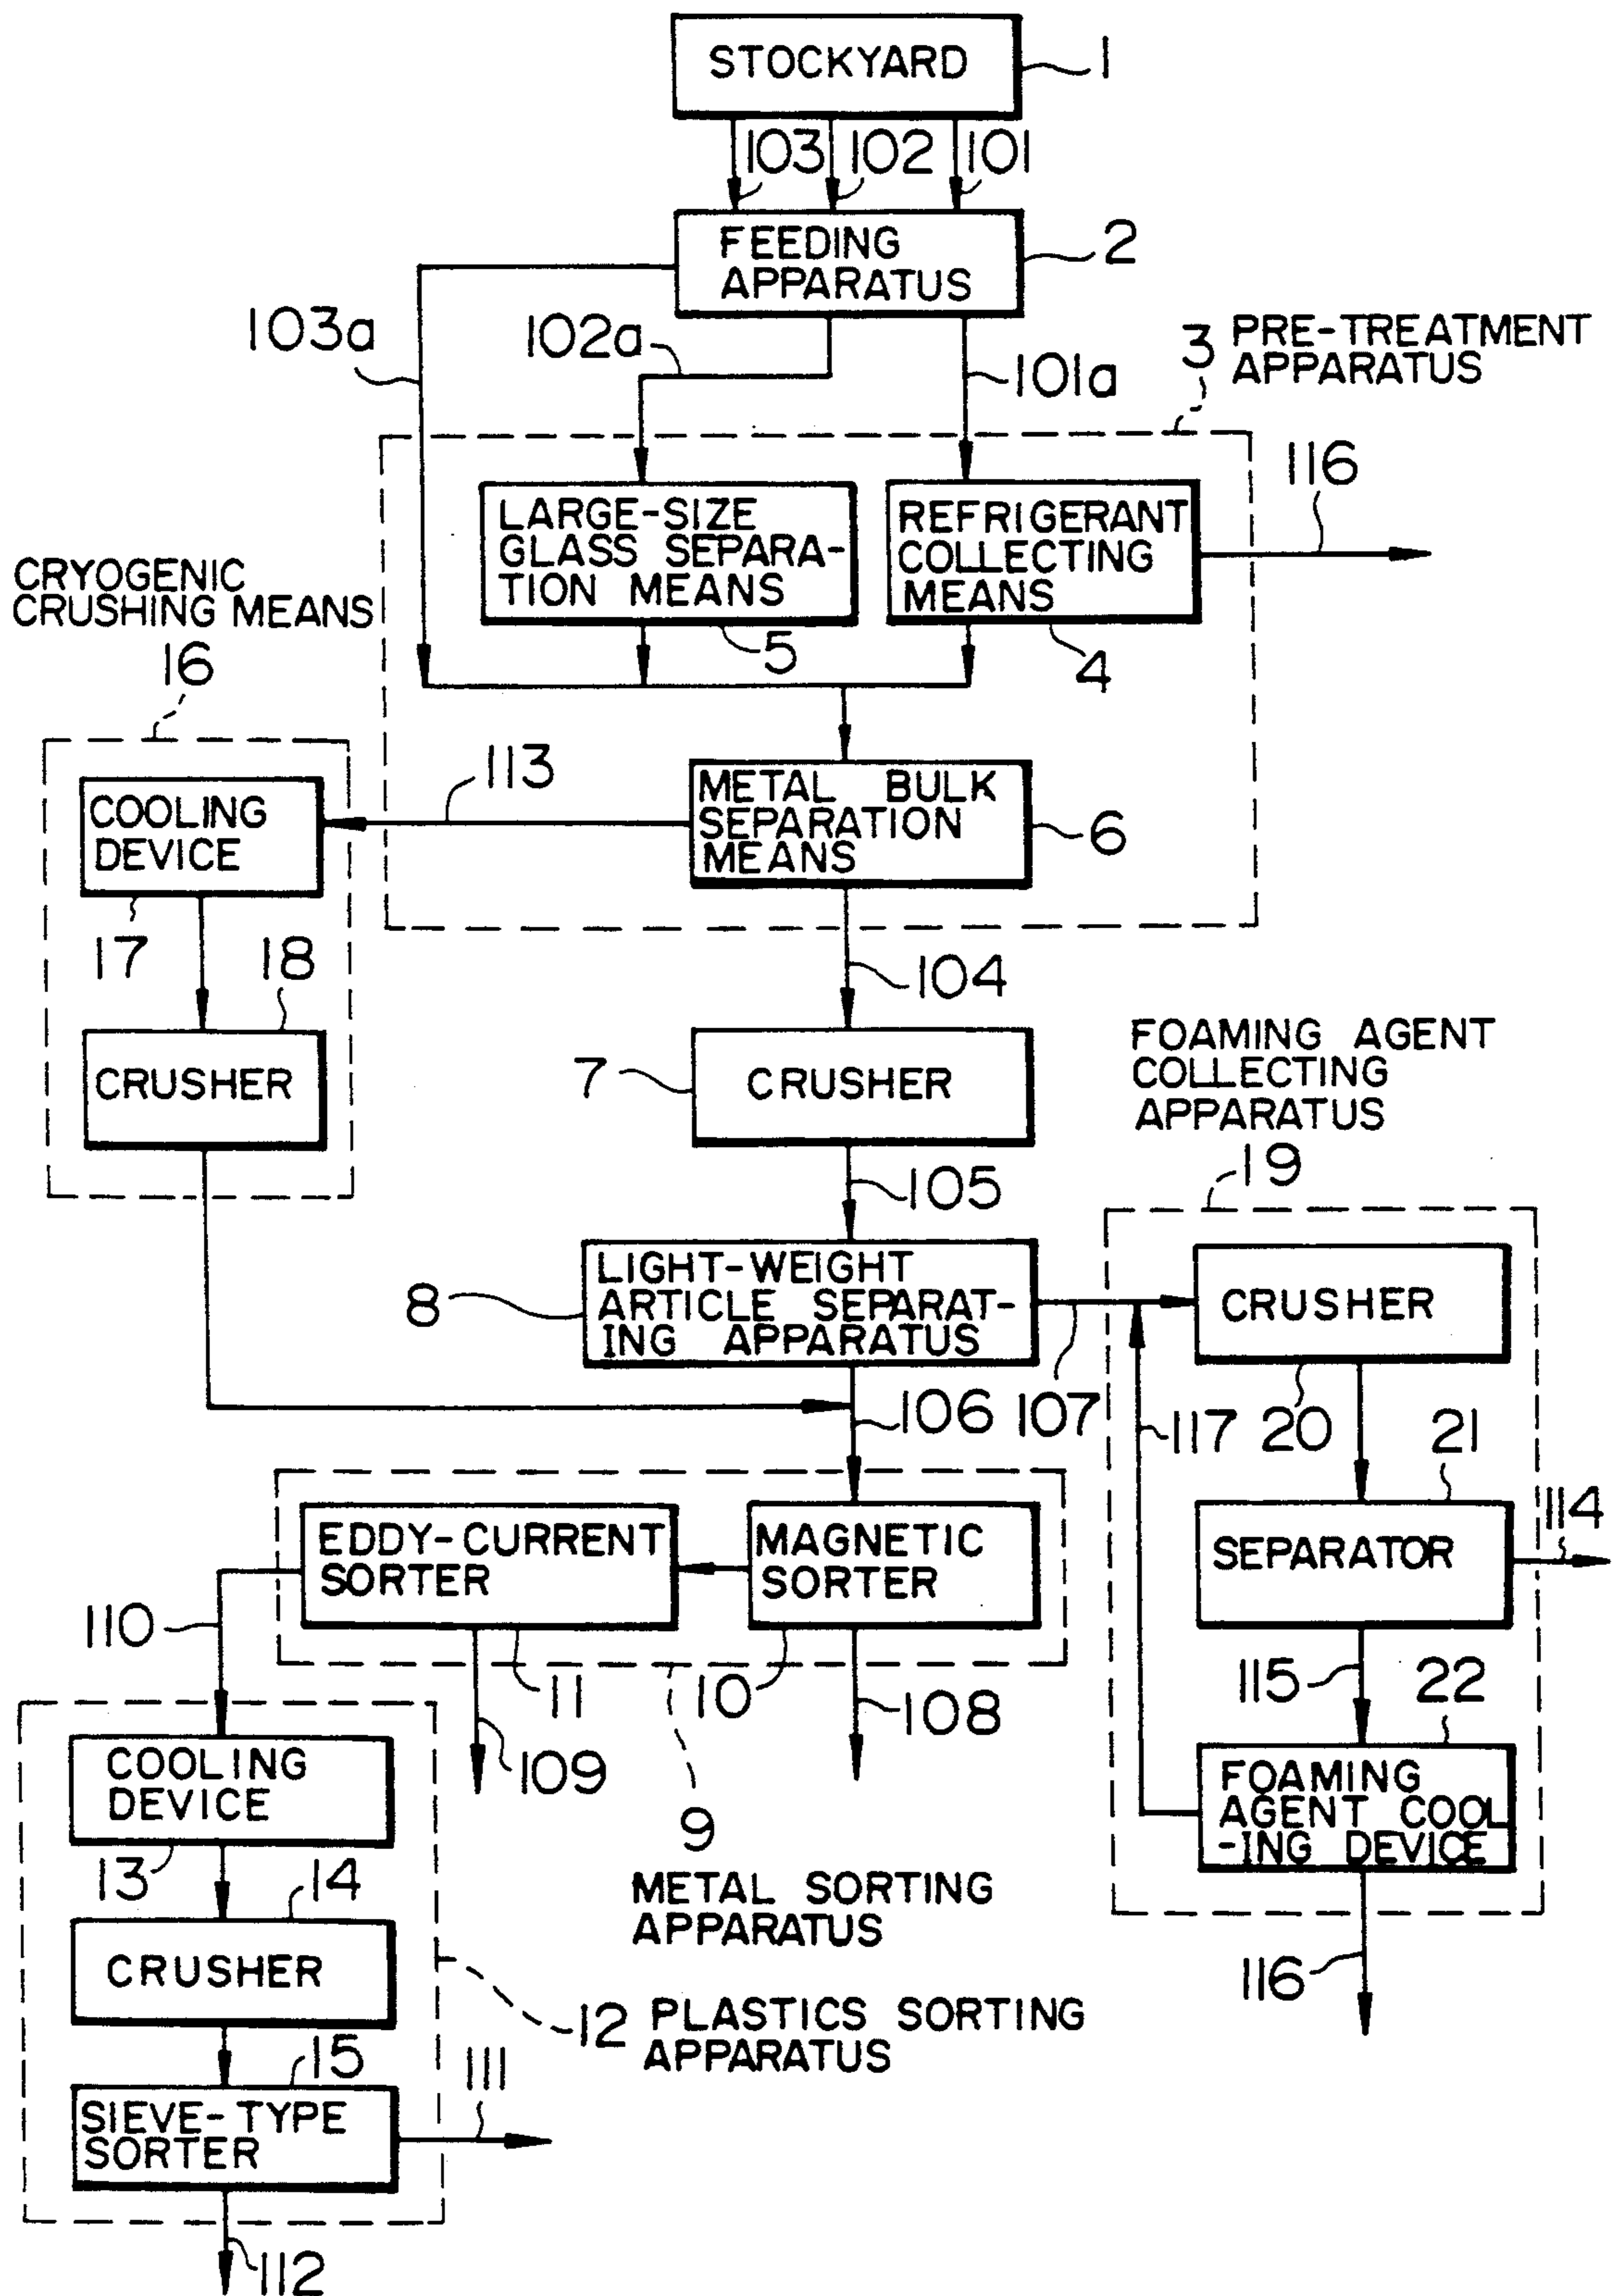 STOCKYARD
1
103
102
101
FEEDING
APPARATUS
2
103a
102a
101a
3
PRE-TREATMENT
APPARATUS
LARGE-SIZE
GLASS SEPARA-
TION MEANS
5
REFRIGERANT
COLLECTING
MEANS
4
116
CRYOGENIC
CRUSHING MEANS
16
COOLING
DEVICE
17
113
METAL BULK
SEPARATION
MEANS
6
18
CRUSHER
104
7
CRUSHER
105
FOAMING AGENT
COLLECTING
APPARATUS
19
8
LIGHT-WEIGHT
ARTICLE SEPARAT-
ING APPARATUS
107
CRUSHER
20
106
117
21
SEPARATOR
114
EDDY-CURRENT
SORTER
11
MAGNETIC
SORTER
10
110
109
108
9
METAL SORTING
APPARATUS
115
22
FOAMING
AGENT COOL
-ING DEVICE
116
COOLING
DEVICE
13
14
CRUSHER
12 PLASTICS SORTING
APPARATUS
15
SIEVE-TYPE
SORTER
111
112